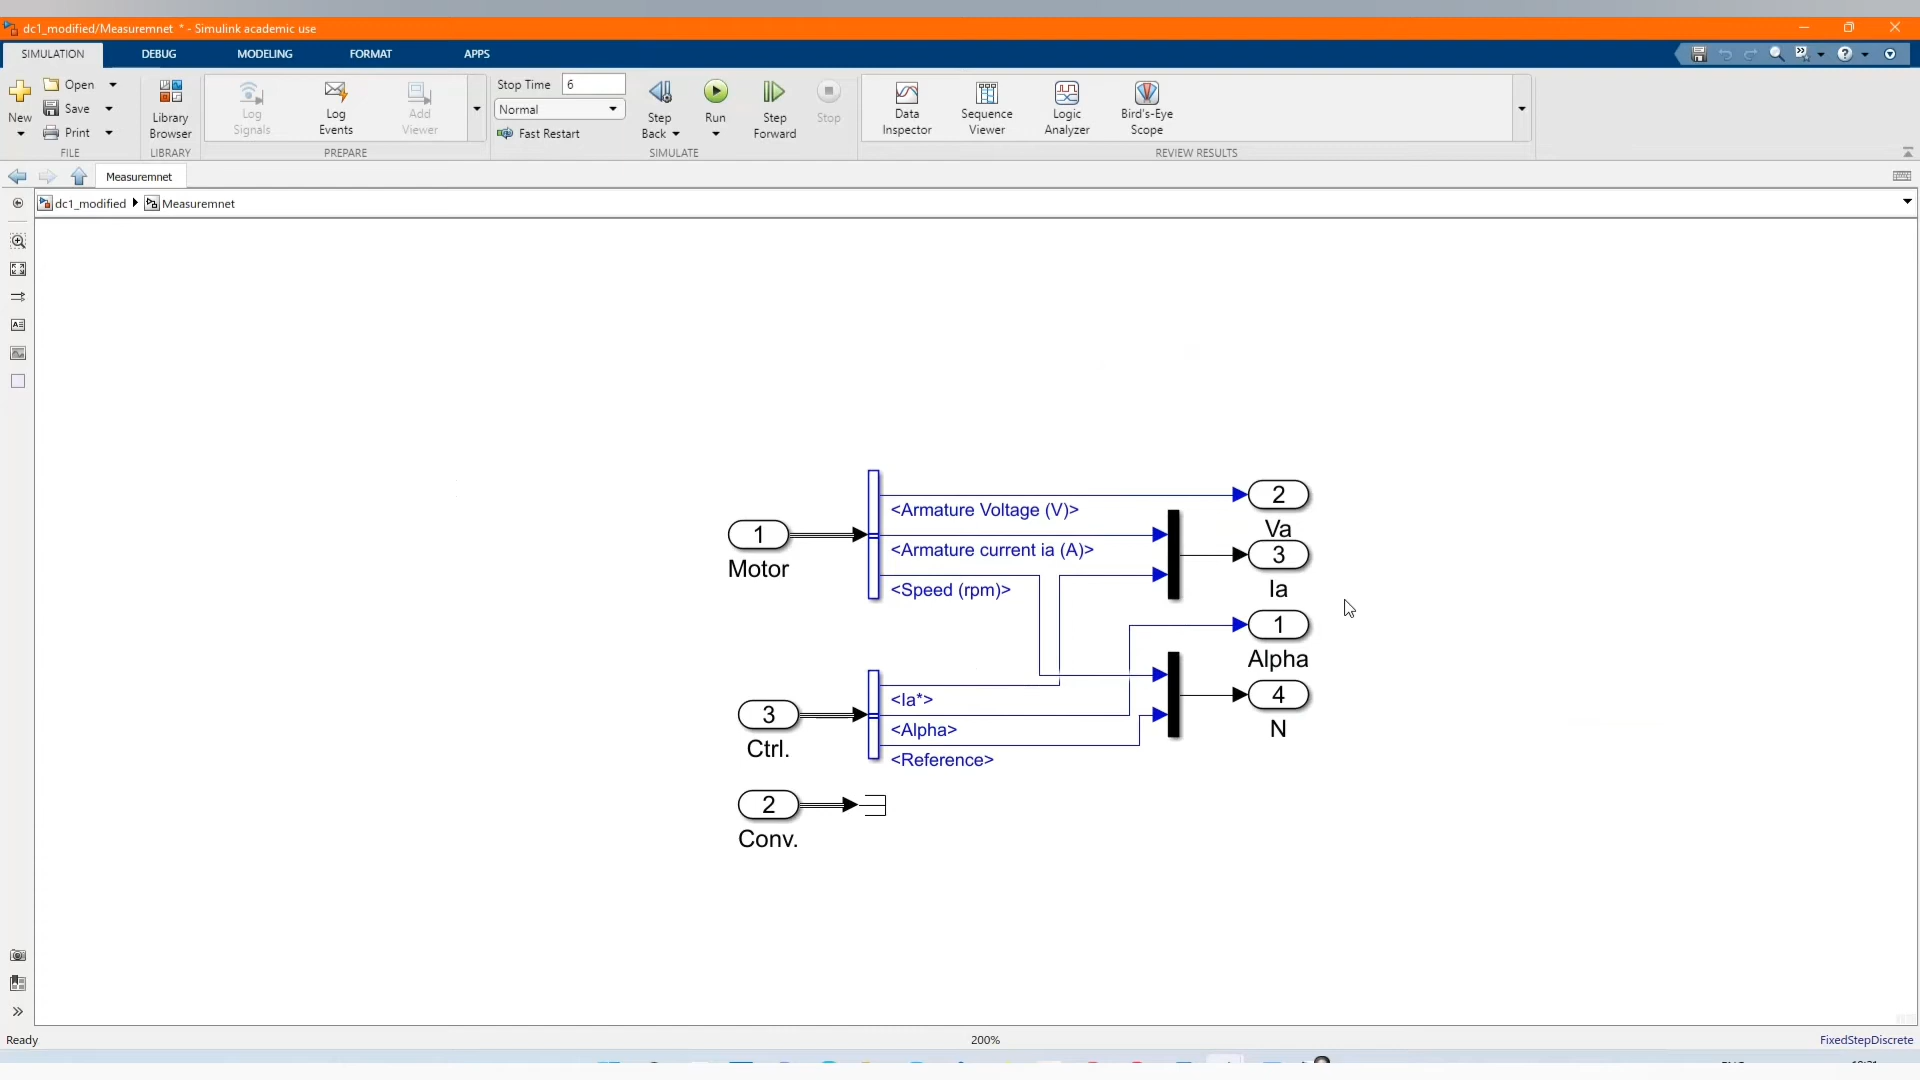 dc1_modified/Measuremnet * - Simulink academic use
SIMULATION DEBUG MODELING FORMAT APPS
New
Open
Save
Print
FILE
Library Browser
LIBRARY
Log Signals
Log Events
Add Viewer
PREPARE
Stop Time 6
Normal
Fast Restart
Step Back
Run
Step Forward
Stop
SIMULATE
Data Inspector
Sequence Viewer
Logic Analyzer
Bird's-Eye Scope
REVIEW RESULTS
Measuremnet
dc1_modified Measuremnet
1
Motor
<Armature Voltage (V)>
<Armature current ia (A)>
<Speed (rpm)>
2
Va
3
Ia
1
Alpha
4
N
3
Ctrl.
<Ia*>
<Alpha>
<Reference>
2
Conv.
Ready 200% FixedStepDiscrete